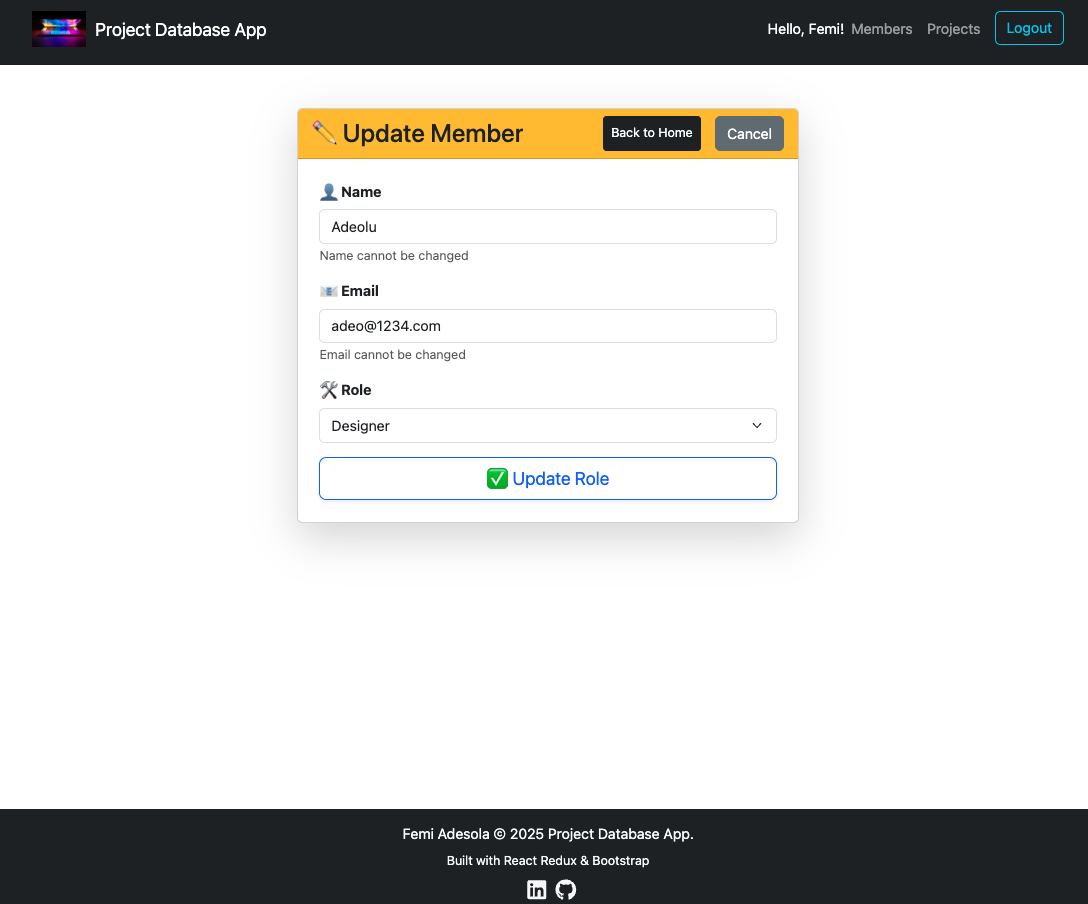 Project Database App
Hello, Femi! Members Projects Logout
Update Member Back to Home Cancel
Name
Adeolu
Name cannot be changed
Email
adeo@1234.com
Email cannot be changed
Role
Designer
Update Role
Femi Adesola © 2025 Project Database App.
Built with React Redux & Bootstrap
in